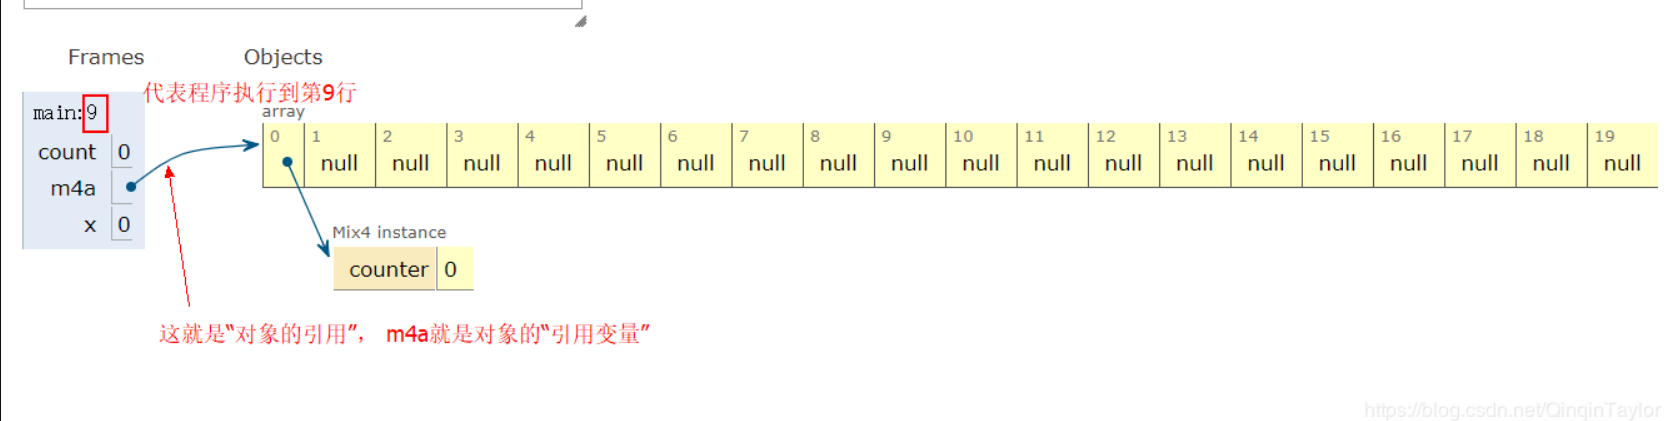 Frames Objects
代表程序执行到第9行
main:9
array
0 1 2 3 4 5 6 7 8 9 10 11 12 13 14 15 16 17 18 19
count 0
null null null null null null null null null null null null null null null null null null null
m4a
x 0
Mix4 instance
counter 0
这就是“对象的引用”， m4a就是对象的“引用变量”
https://blog.csdn.net/QinqinTaylor